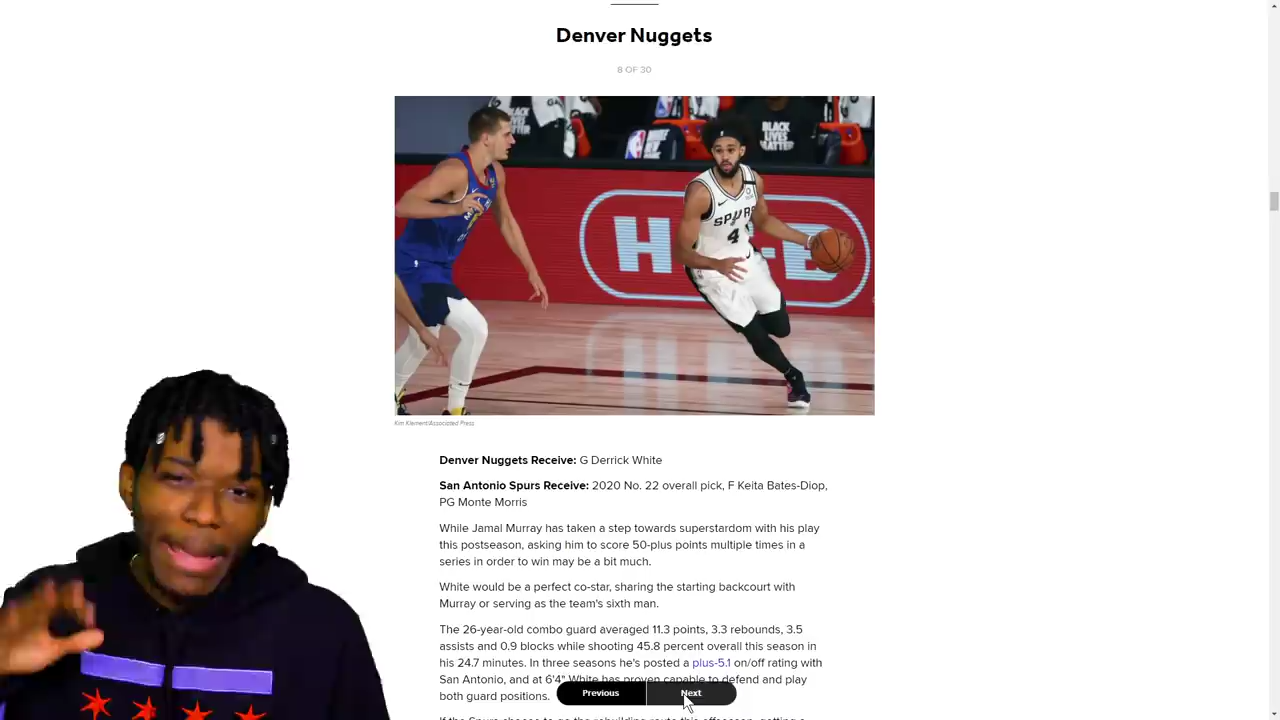 Denver Nuggets
8 OF 30
BLACK
LIVES
MATTER
BLACK
LIVES
MATTER
SPURS
4
Kim Klement/Associated Press
Denver Nuggets Receive: G Derrick White
San Antonio Spurs Receive: 2020 No. 22 overall pick, F Keita Bates-Diop,
PG Monte Morris
While Jamal Murray has taken a step towards superstardom with his play
this postseason, asking him to score 50-plus points multiple times in a
series in order to win may be a bit much.
White would be a perfect co-star, sharing the starting backcourt with
Murray or serving as the team's sixth man.
The 26-year-old combo guard averaged 11.3 points, 3.3 rebounds, 3.5
assists and 0.9 blocks while shooting 45.8 percent overall this season in
his 24.7 minutes. In three seasons he's posted a plus-5.1 on/off rating with
San Antonio, and at 6'4" White has proven capable to defend and play
both guard positions.
Previous
Next